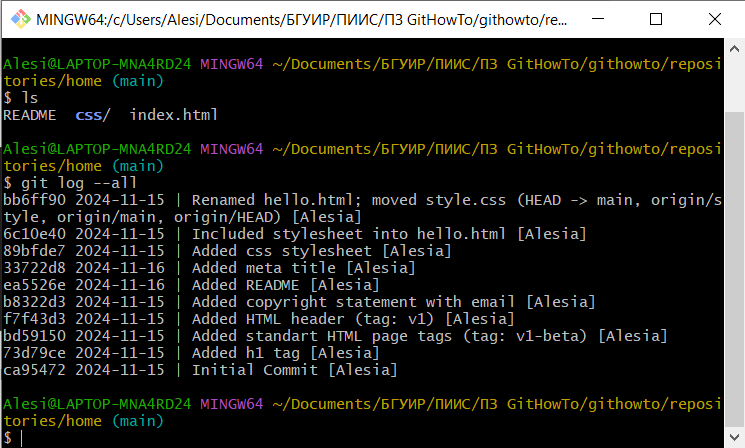 MINGW64:/c/Users/Alesi/Documents/БГУИР/ПИИС/ПЗ GitHowTo/githowto/re...
Alesi@LAPTOP-MNA4RD24 MINGW64 ~/Documents/БГУИР/ПИИС/ПЗ GitHowTo/githowto/reposi
tories/home (main)
$ ls
README  css/  index.html
Alesi@LAPTOP-MNA4RD24 MINGW64 ~/Documents/БГУИР/ПИИС/ПЗ GitHowTo/githowto/reposi
tories/home (main)
$ git log --all
bb6ff90 2024-11-15 | Renamed hello.html; moved style.css (HEAD -> main, origin/s
tyle, origin/main, origin/HEAD) [Alesia]
6c10e40 2024-11-15 | Included stylesheet into hello.html [Alesia]
89bfde7 2024-11-15 | Added css stylesheet [Alesia]
33722d8 2024-11-16 | Added meta title [Alesia]
ea5526e 2024-11-16 | Added README [Alesia]
b8322d3 2024-11-15 | Added copyright statement with email [Alesia]
f7f43d3 2024-11-15 | Added HTML header (tag: v1) [Alesia]
bd59150 2024-11-15 | Added standart HTML page tags (tag: v1-beta) [Alesia]
73d79ce 2024-11-15 | Added h1 tag [Alesia]
ca95472 2024-11-15 | Initial Commit [Alesia]
Alesi@LAPTOP-MNA4RD24 MINGW64 ~/Documents/БГУИР/ПИИС/ПЗ GitHowTo/githowto/reposi
tories/home (main)
$